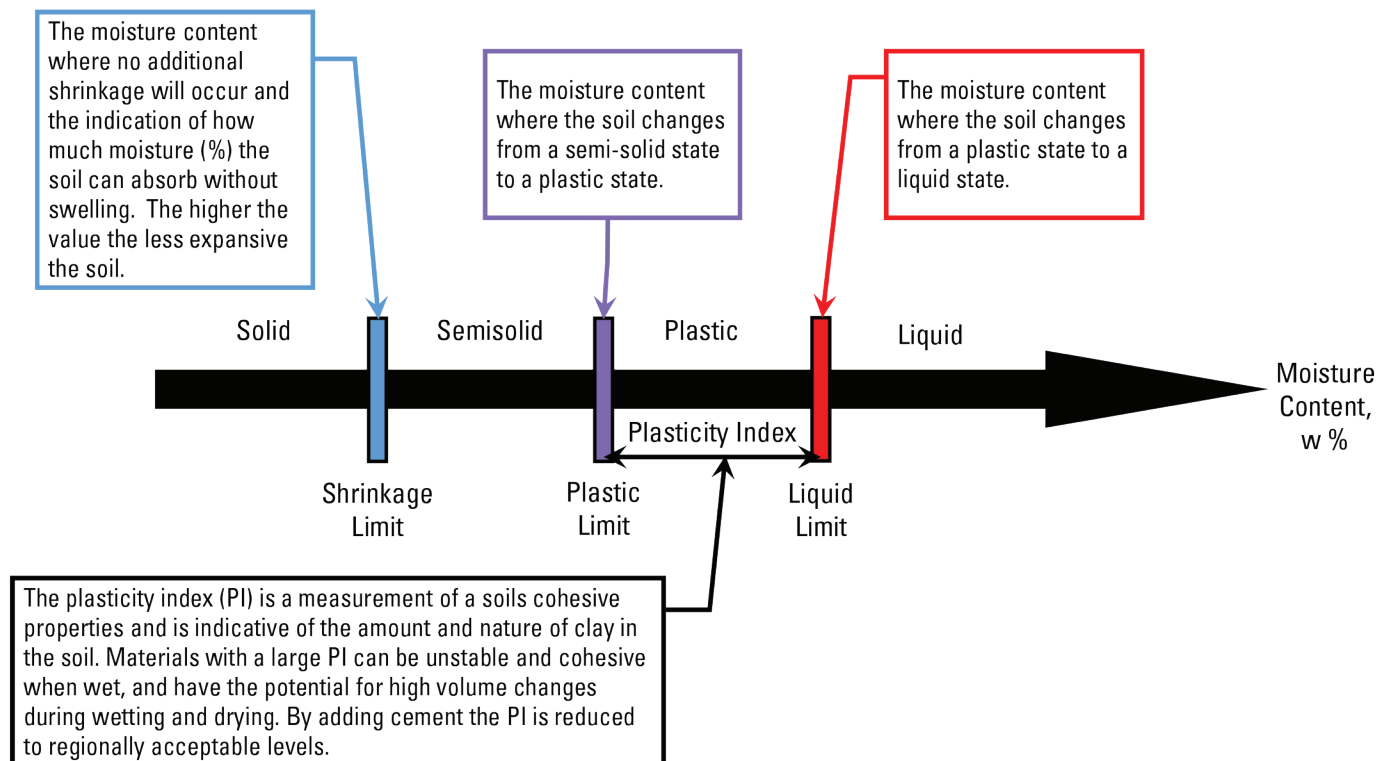 The moisture content
where no additional
shrinkage will occur and
the indication of how
much moisture (%) the
soil can absorb without
swelling.  The higher the
value the less expansive
the soil.
The moisture content
where the soil changes
from a semi-solid state
to a plastic state.
The moisture content
where the soil changes
from a plastic state to a
liquid state.
Solid
Semisolid
Plastic
Liquid
Moisture
Content,
w %
Plasticity Index
Shrinkage
Limit
Plastic
Limit
Liquid
Limit
The plasticity index (PI) is a measurement of a soils cohesive
properties and is indicative of the amount and nature of clay in
the soil. Materials with a large PI can be unstable and cohesive
when wet, and have the potential for high volume changes
during wetting and drying. By adding cement the PI is reduced
to regionally acceptable levels.